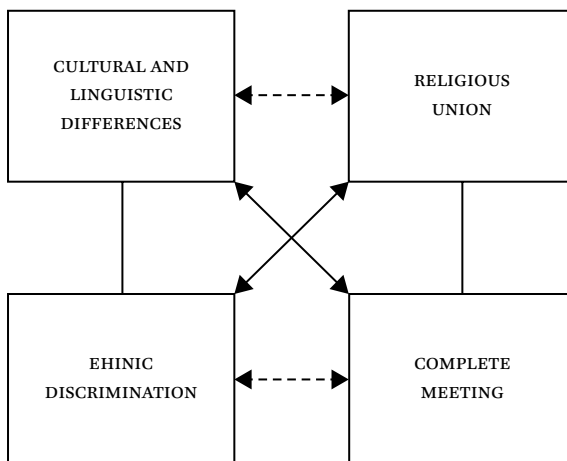 CULTURAL AND
LINGUISTIC
DIFFERENCES
RELIGIOUS
UNION
EHINIC
DISCRIMINATION
COMPLETE
MEETING